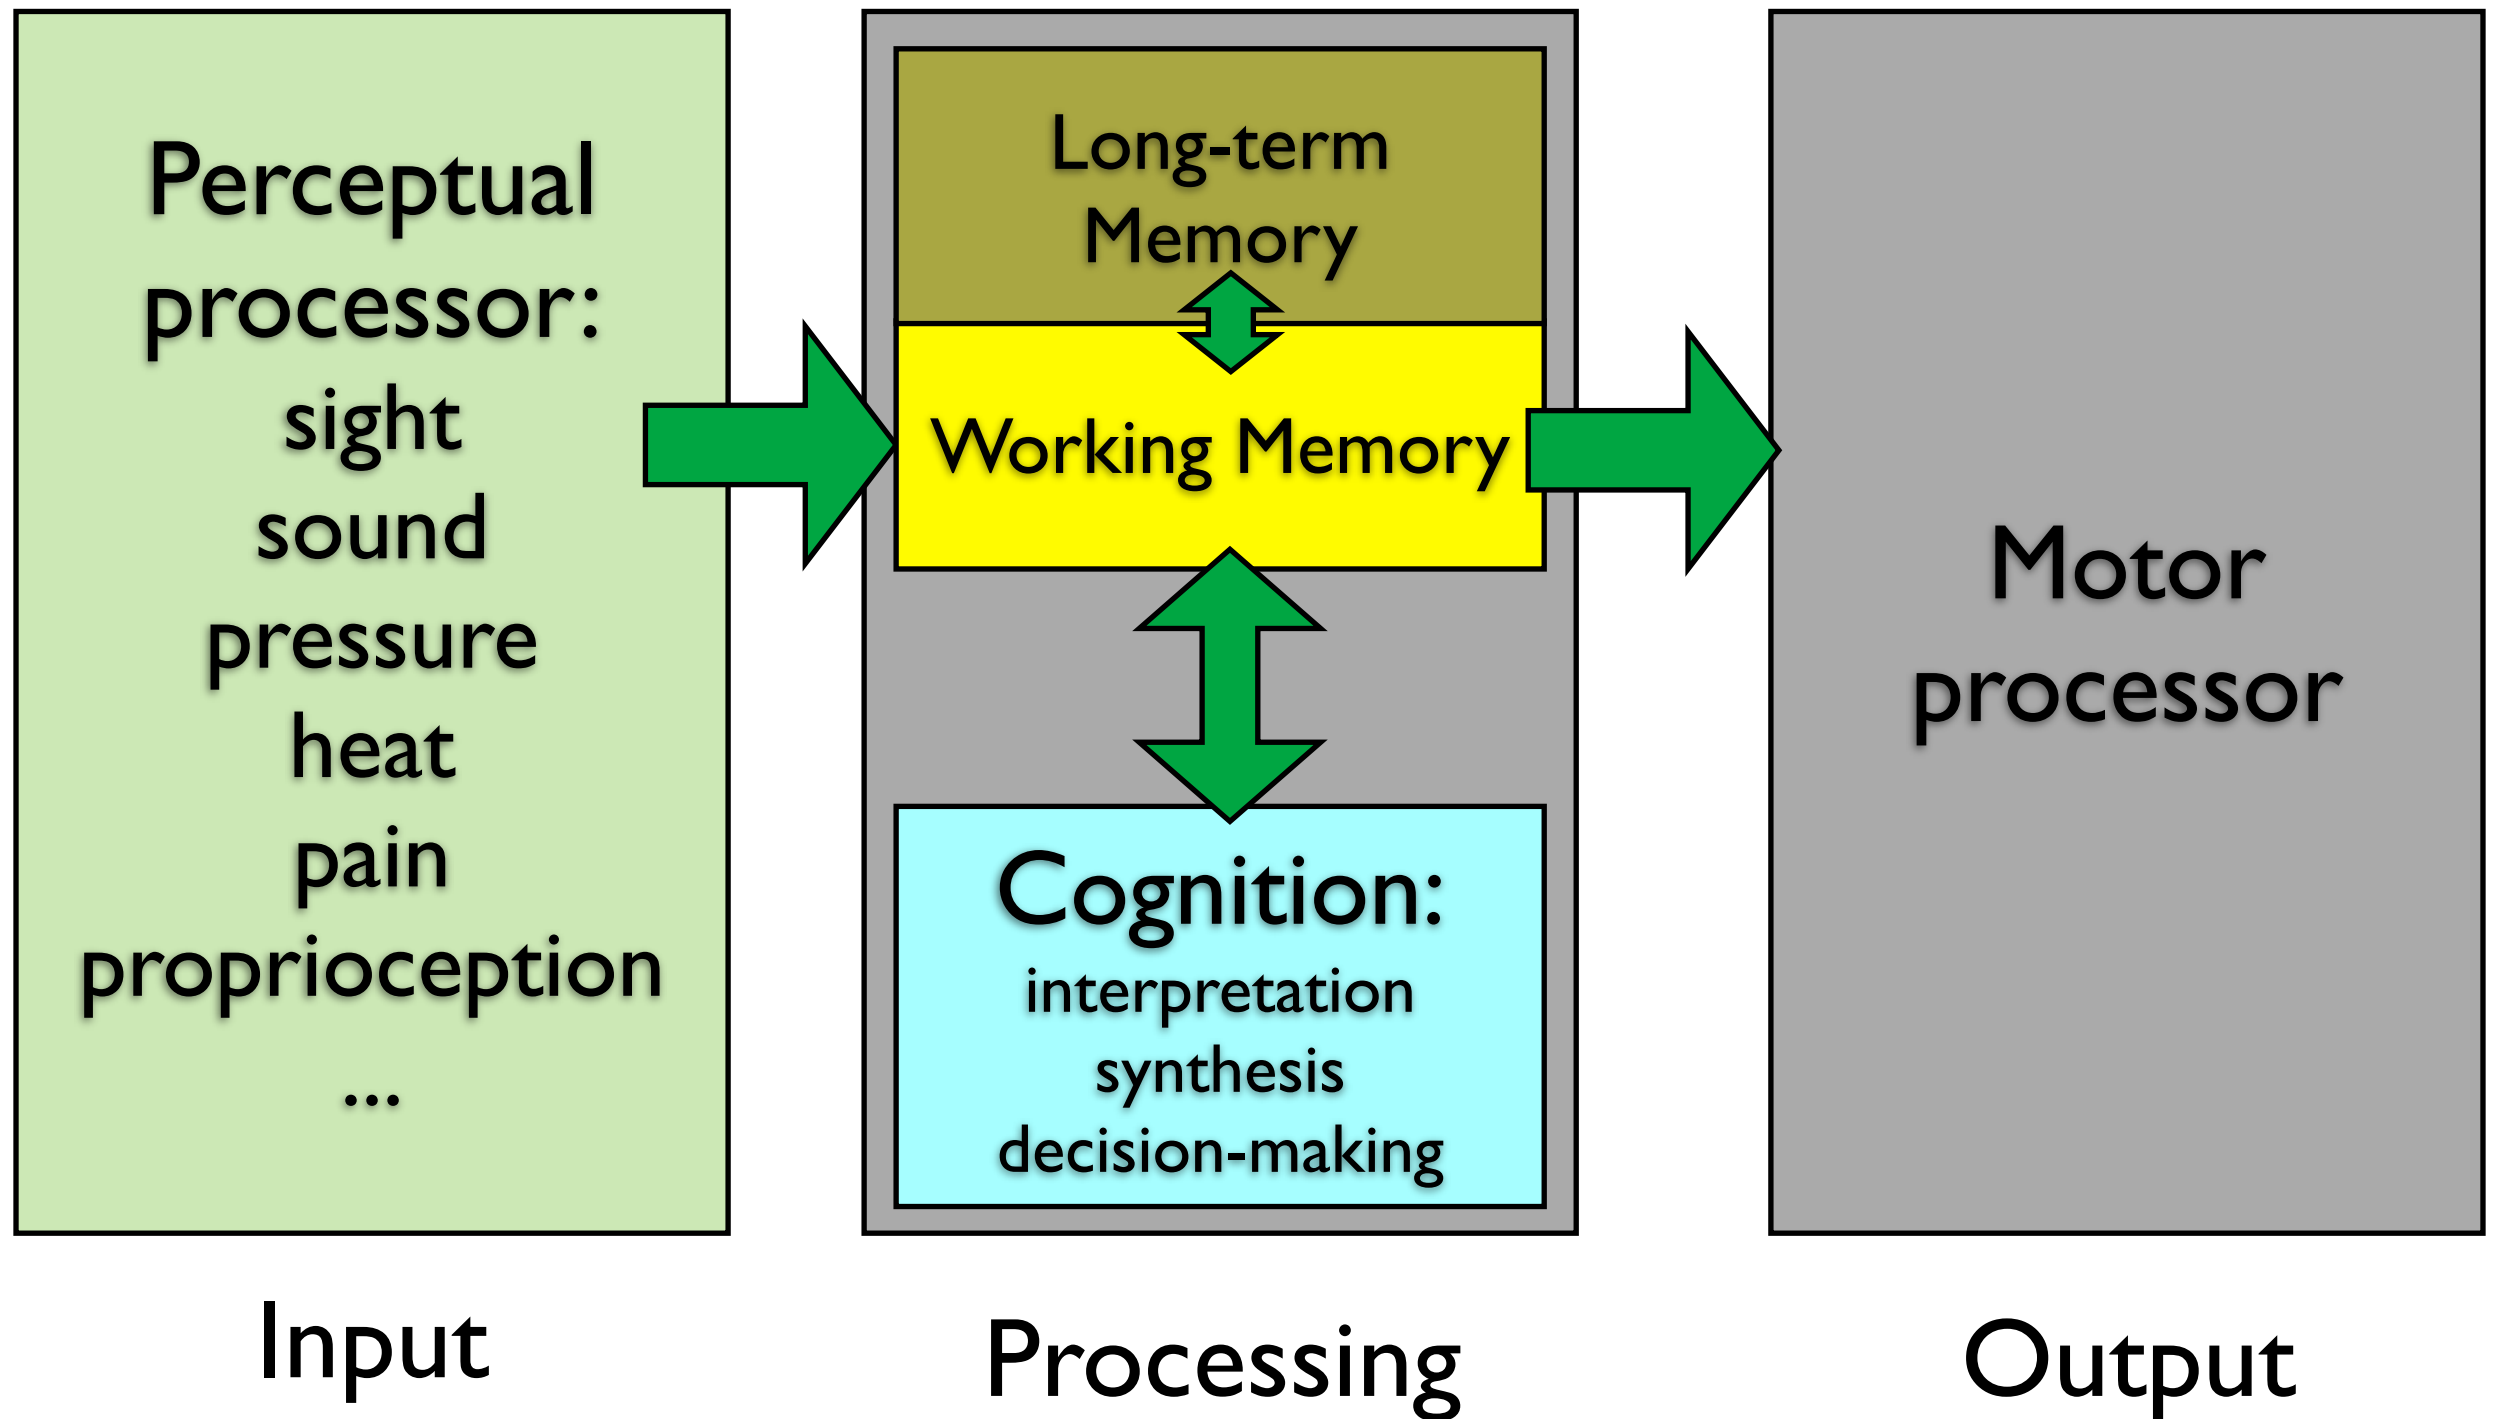 Perceptual
processor:
sight
sound
pressure
heat
pain
proprioception
...
Input
Long-term
Memory
Working Memory
Cognition:
interpretation
synthesis
decision-making
Processing
Motor
processor
Output